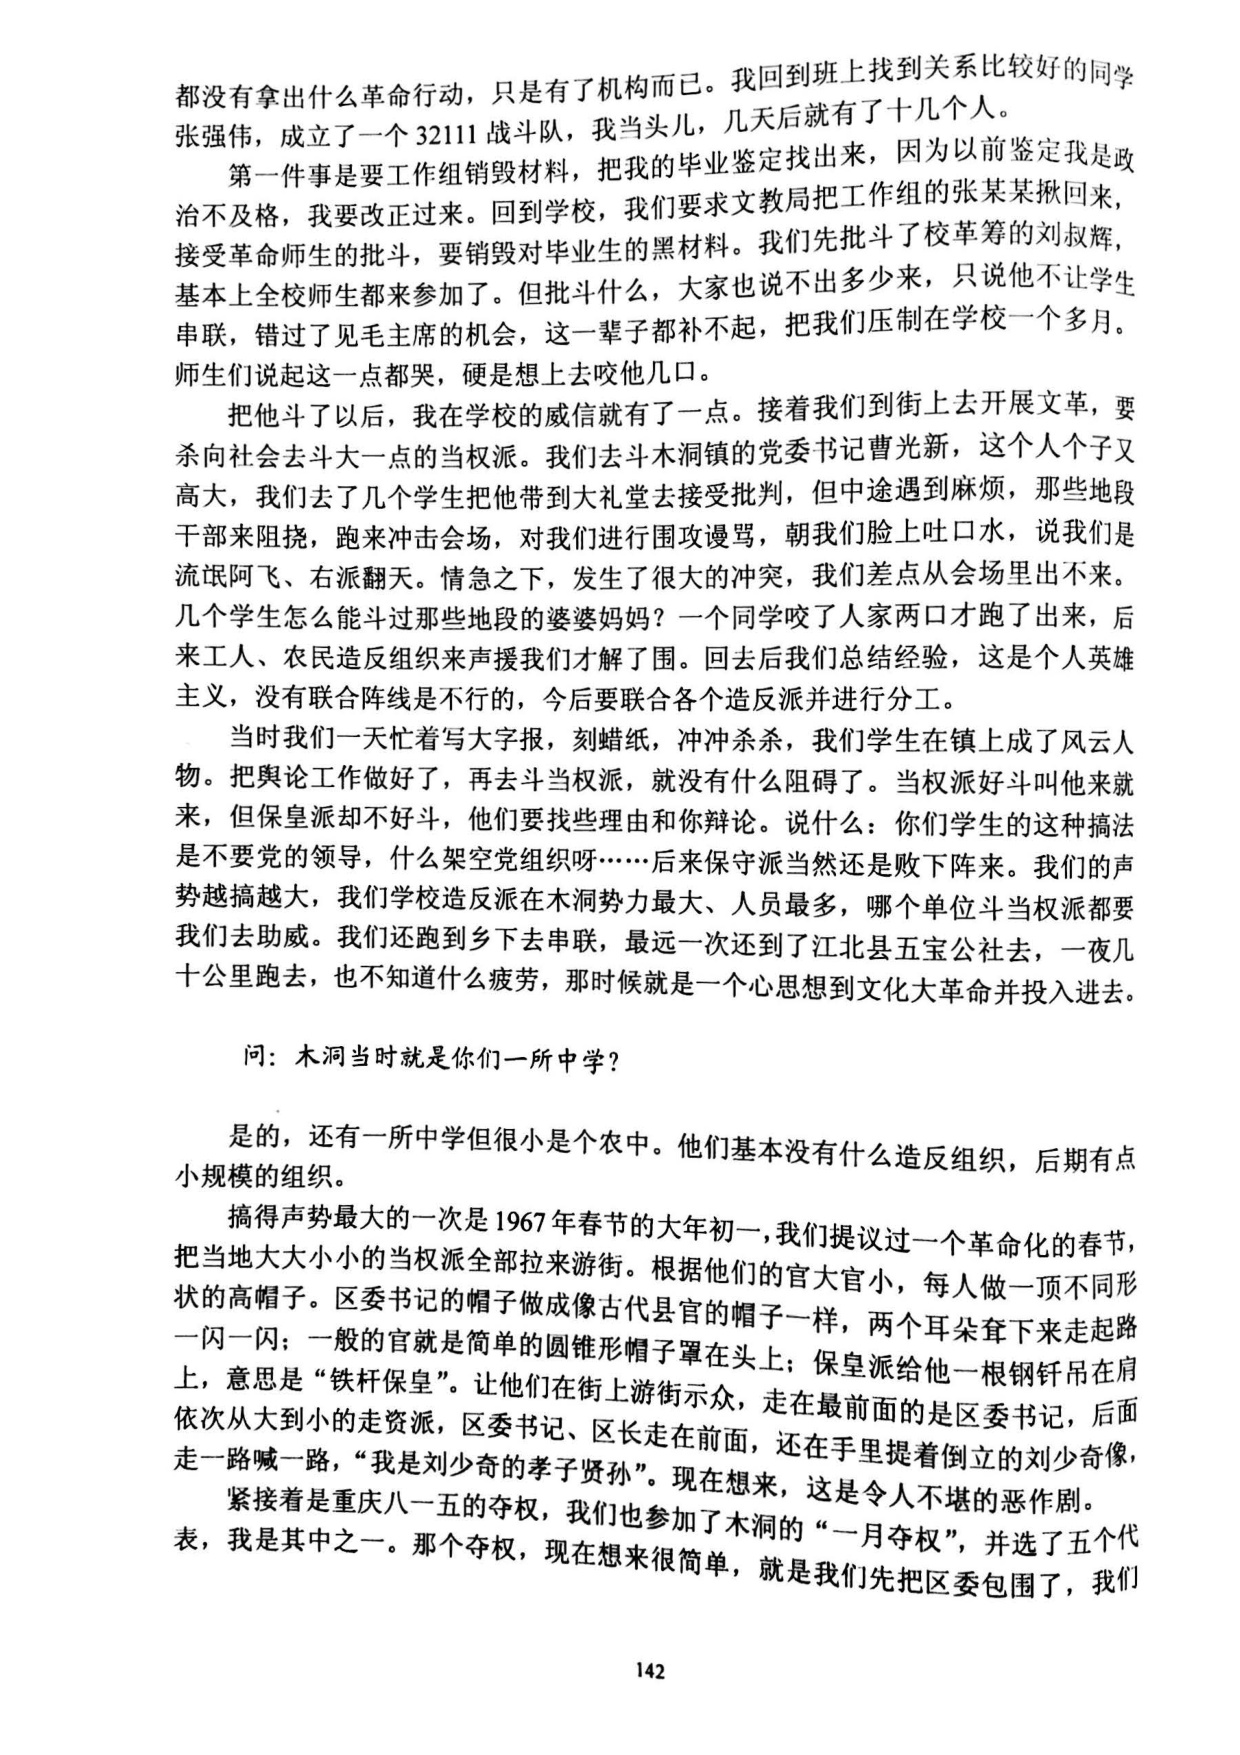 都没有拿出什么革命行动，只是有了机构而已。我回到班上找到关系比较好的同学
张强伟，成立了一个 32111 战斗队，我当头儿，几天后就有了十几个人。
第一件事是要工作组销毁材料，把我的毕业鉴定找出来，因为以前鉴定我是政
治不及格，我要改正过来。回到学校，我们要求文教局把工作组的张某某揪回来，
接受革命师生的批斗，要销毁对毕业生的黑材料。我们先批斗了校革筹的刘叔辉，
基本上全校师生都来参加了。但批斗什么，大家也说不出多少来，只说他不让学生
串联，错过了见毛主席的机会，这一辈子都补不起，把我们压制在学校一个多月。
师生们说起这一点都哭，硬是想上去咬他几口。
把他斗了以后，我在学校的威信就有了一点。接着我们到街上去开展文革，要
杀向社会去斗大一点的当权派。我们去斗木洞镇的党委书记曹光新，这个人个子又
高大，我们去了几个学生把他带到大礼堂去接受批判，但中途遇到麻烦，那些地段
干部来阻挠，跑来冲击会场，对我们进行围攻谩骂，朝我们脸上吐口水，说我们是
流氓阿飞、右派翻天。情急之下，发生了很大的冲突，我们差点从会场里出不来。
几个学生怎么能斗过那些地段的婆婆妈妈？一个同学咬了人家两口才跑了出来，后
来工人、农民造反组织来声援我们才解了围。回去后我们总结经验，这是个人英雄
主义，没有联合阵线是不行的，今后要联合各个造反派并进行分工。
当时我们一天忙着写大字报，刻蜡纸，冲冲杀杀，我们学生在镇上成了风云人
物。把舆论工作做好了，再去斗当权派，就没有什么阻碍了。当权派好斗叫他来就
来，但保皇派却不好斗，他们要找些理由和你辩论。说什么：你们学生的这种搞法
是不要党的领导，什么架空党组织呀……后来保守派当然还是败下阵来。我们的声
势越搞越大，我们学校造反派在木洞势力最大、人员最多，哪个单位斗当权派都要
我们去助威。我们还跑到乡下去串联，最远一次还到了江北县五宝公社去，一夜几
十公里跑去，也不知道什么疲劳，那时候就是一个心思想到文化大革命并投入进去。
问：木洞当时就是你们一所中学？
是的，还有一所中学但很小是个农中。他们基本没有什么造反组织，后期有点
小规模的组织。
搞得声势最大的一次是 1967 年春节的大年初一，我们提议过一个革命化的春节，
把当地大大小小的当权派全部拉来游街。根据他们的官大官小，每人做一顶不同形
状的高帽子。区委书记的帽子做成像古代县官的帽子一样，两个耳朵耷下来走起路
一闪一闪；一般的官就是简单的圆锥形帽子罩在头上；保皇派给他一根钢钎吊在肩
上，意思是“铁杆保皇”。让他们在街上游街示众，走在最前面的是区委书记，后面
依次从大到小的走资派，区委书记、区长走在前面，还在手里提着倒立的刘少奇像，
走一路喊一路，“我是刘少奇的孝子贤孙”。现在想来，这是令人不堪的恶作剧。
紧接着是重庆八一五的夺权，我们也参加了木洞的“一月夺权”，并选了五个代
表，我是其中之一。那个夺权，现在想来很简单，就是我们先把区委包围了，我们
142